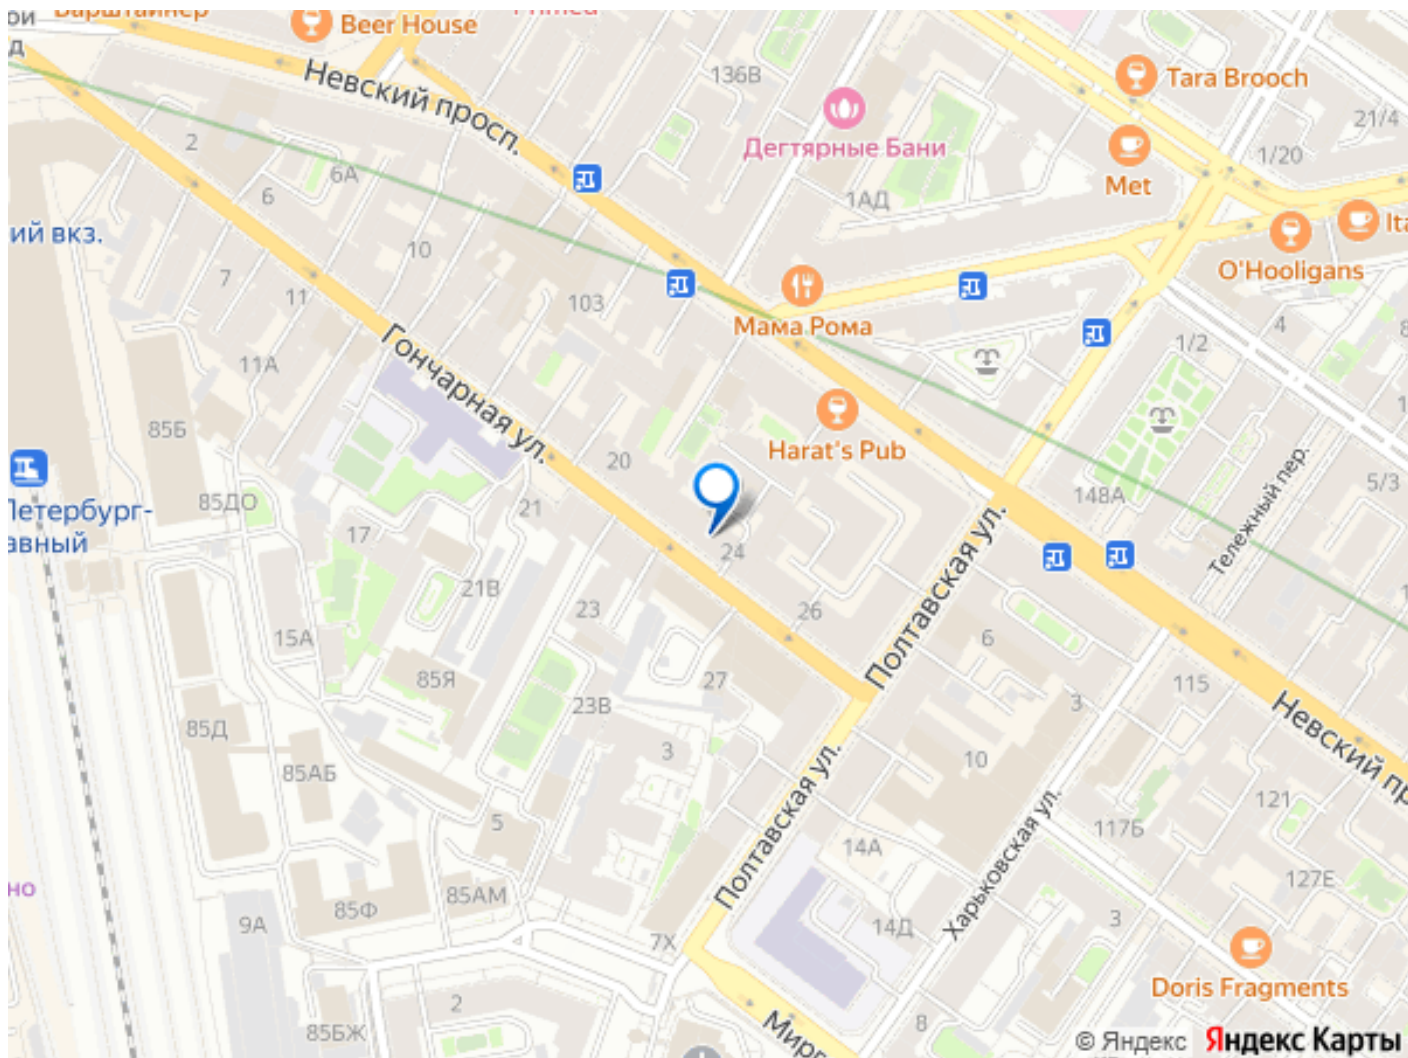 Beer House
Невский просп.
136В
Tara Brooch
21/4
2
6А
Дегтярные Бани
Met
1/20
6
1АД
ий вкз.
10
7
11
103
Мама Рома
O'Hooligans
Ita
4
1/2
11А
Гончарная ул.
85Б
20
Harat's Pub
148А
5/3
Тележный пер.
85ДО
Петербург-
авный
17
21
24
21В
23
26
Полтавская ул.
6
15А
85Я
27
23В
115
3
Невский пр
85Д
3
85АБ
10
121
5
Полтавская ул.
117Б
Харьковская ул.
14А
127Е
но
85АМ
85Ф
9А
7Х
14Д
3
Doris Fragments
2
85БЖ
8
Мирг
© Яндекс Яндекс Карты